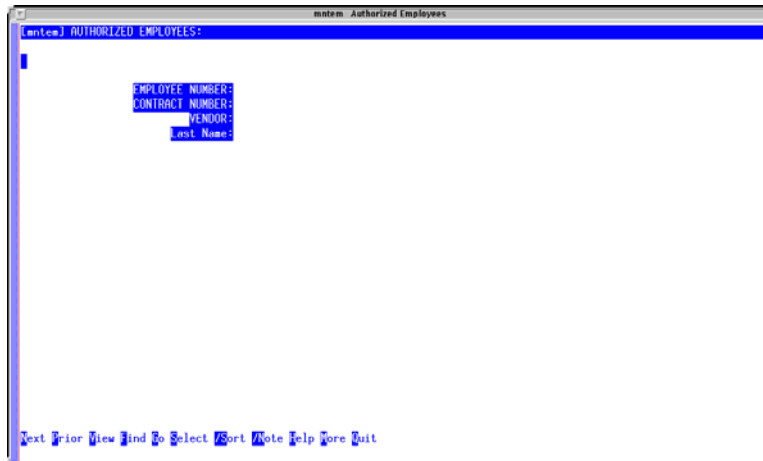 mntem Authorized Employees
[mntem] AUTHORIZED EMPLOYEES:
EMPLOYEE NUMBER:
CONTRACT NUMBER:
VENDOR:
Last Name:
Next Prior View Find Go Select /Sort /Note Help More Quit